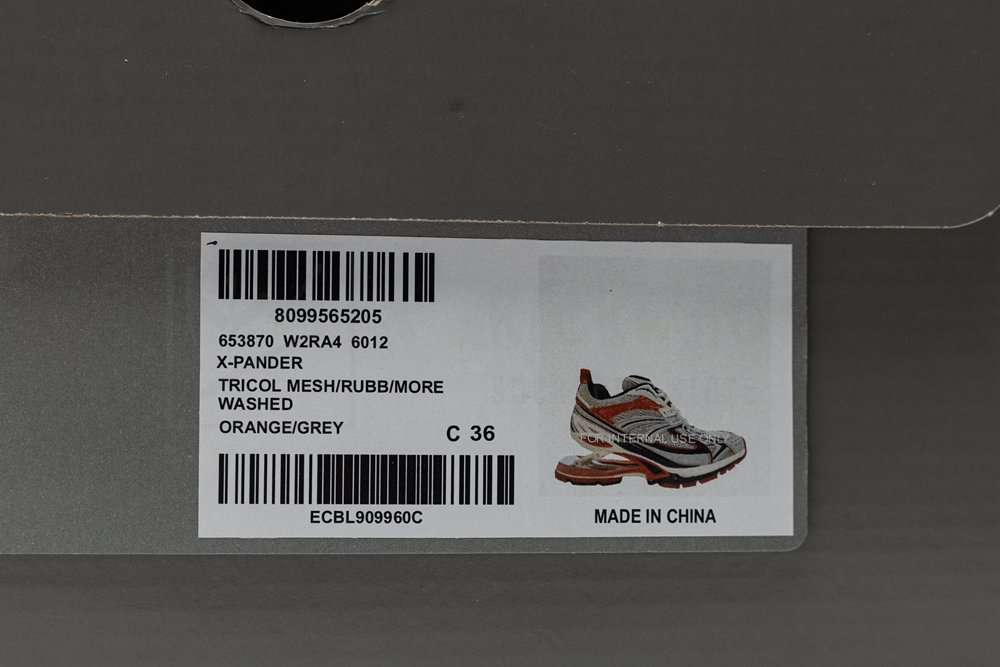 8099565205
653870 W2RA4 6012
X-PANDER
TRICOL MESH/RUBB/MORE
WASHED
ORANGE/GREY
C 36
ECBL909960C
FOR INTERNAL USE ONLY
MADE IN CHINA